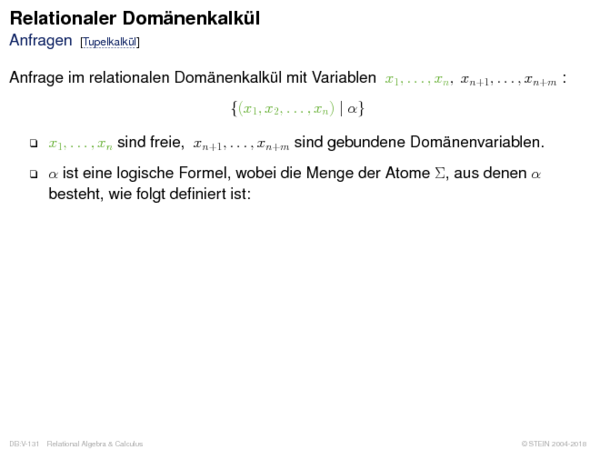 Relationaler Domänenkalkül
Anfragen [Tupelkalkül]
Anfrage im relationalen Domänenkalkül mit Variablen x₁, . . . , xₙ, xₙ₊₁, . . . , xₙ₊ₘ :
{(x₁, x₂, . . . , xₙ) | α}
❑ x₁, . . . , xₙ sind freie, xₙ₊₁, . . . , xₙ₊ₘ sind gebundene Domänenvariablen.
❑ α ist eine logische Formel, wobei die Menge der Atome Σ, aus denen α
besteht, wie folgt definiert ist:
DB:V-131 Relational Algebra & Calculus © STEIN 2004-2018